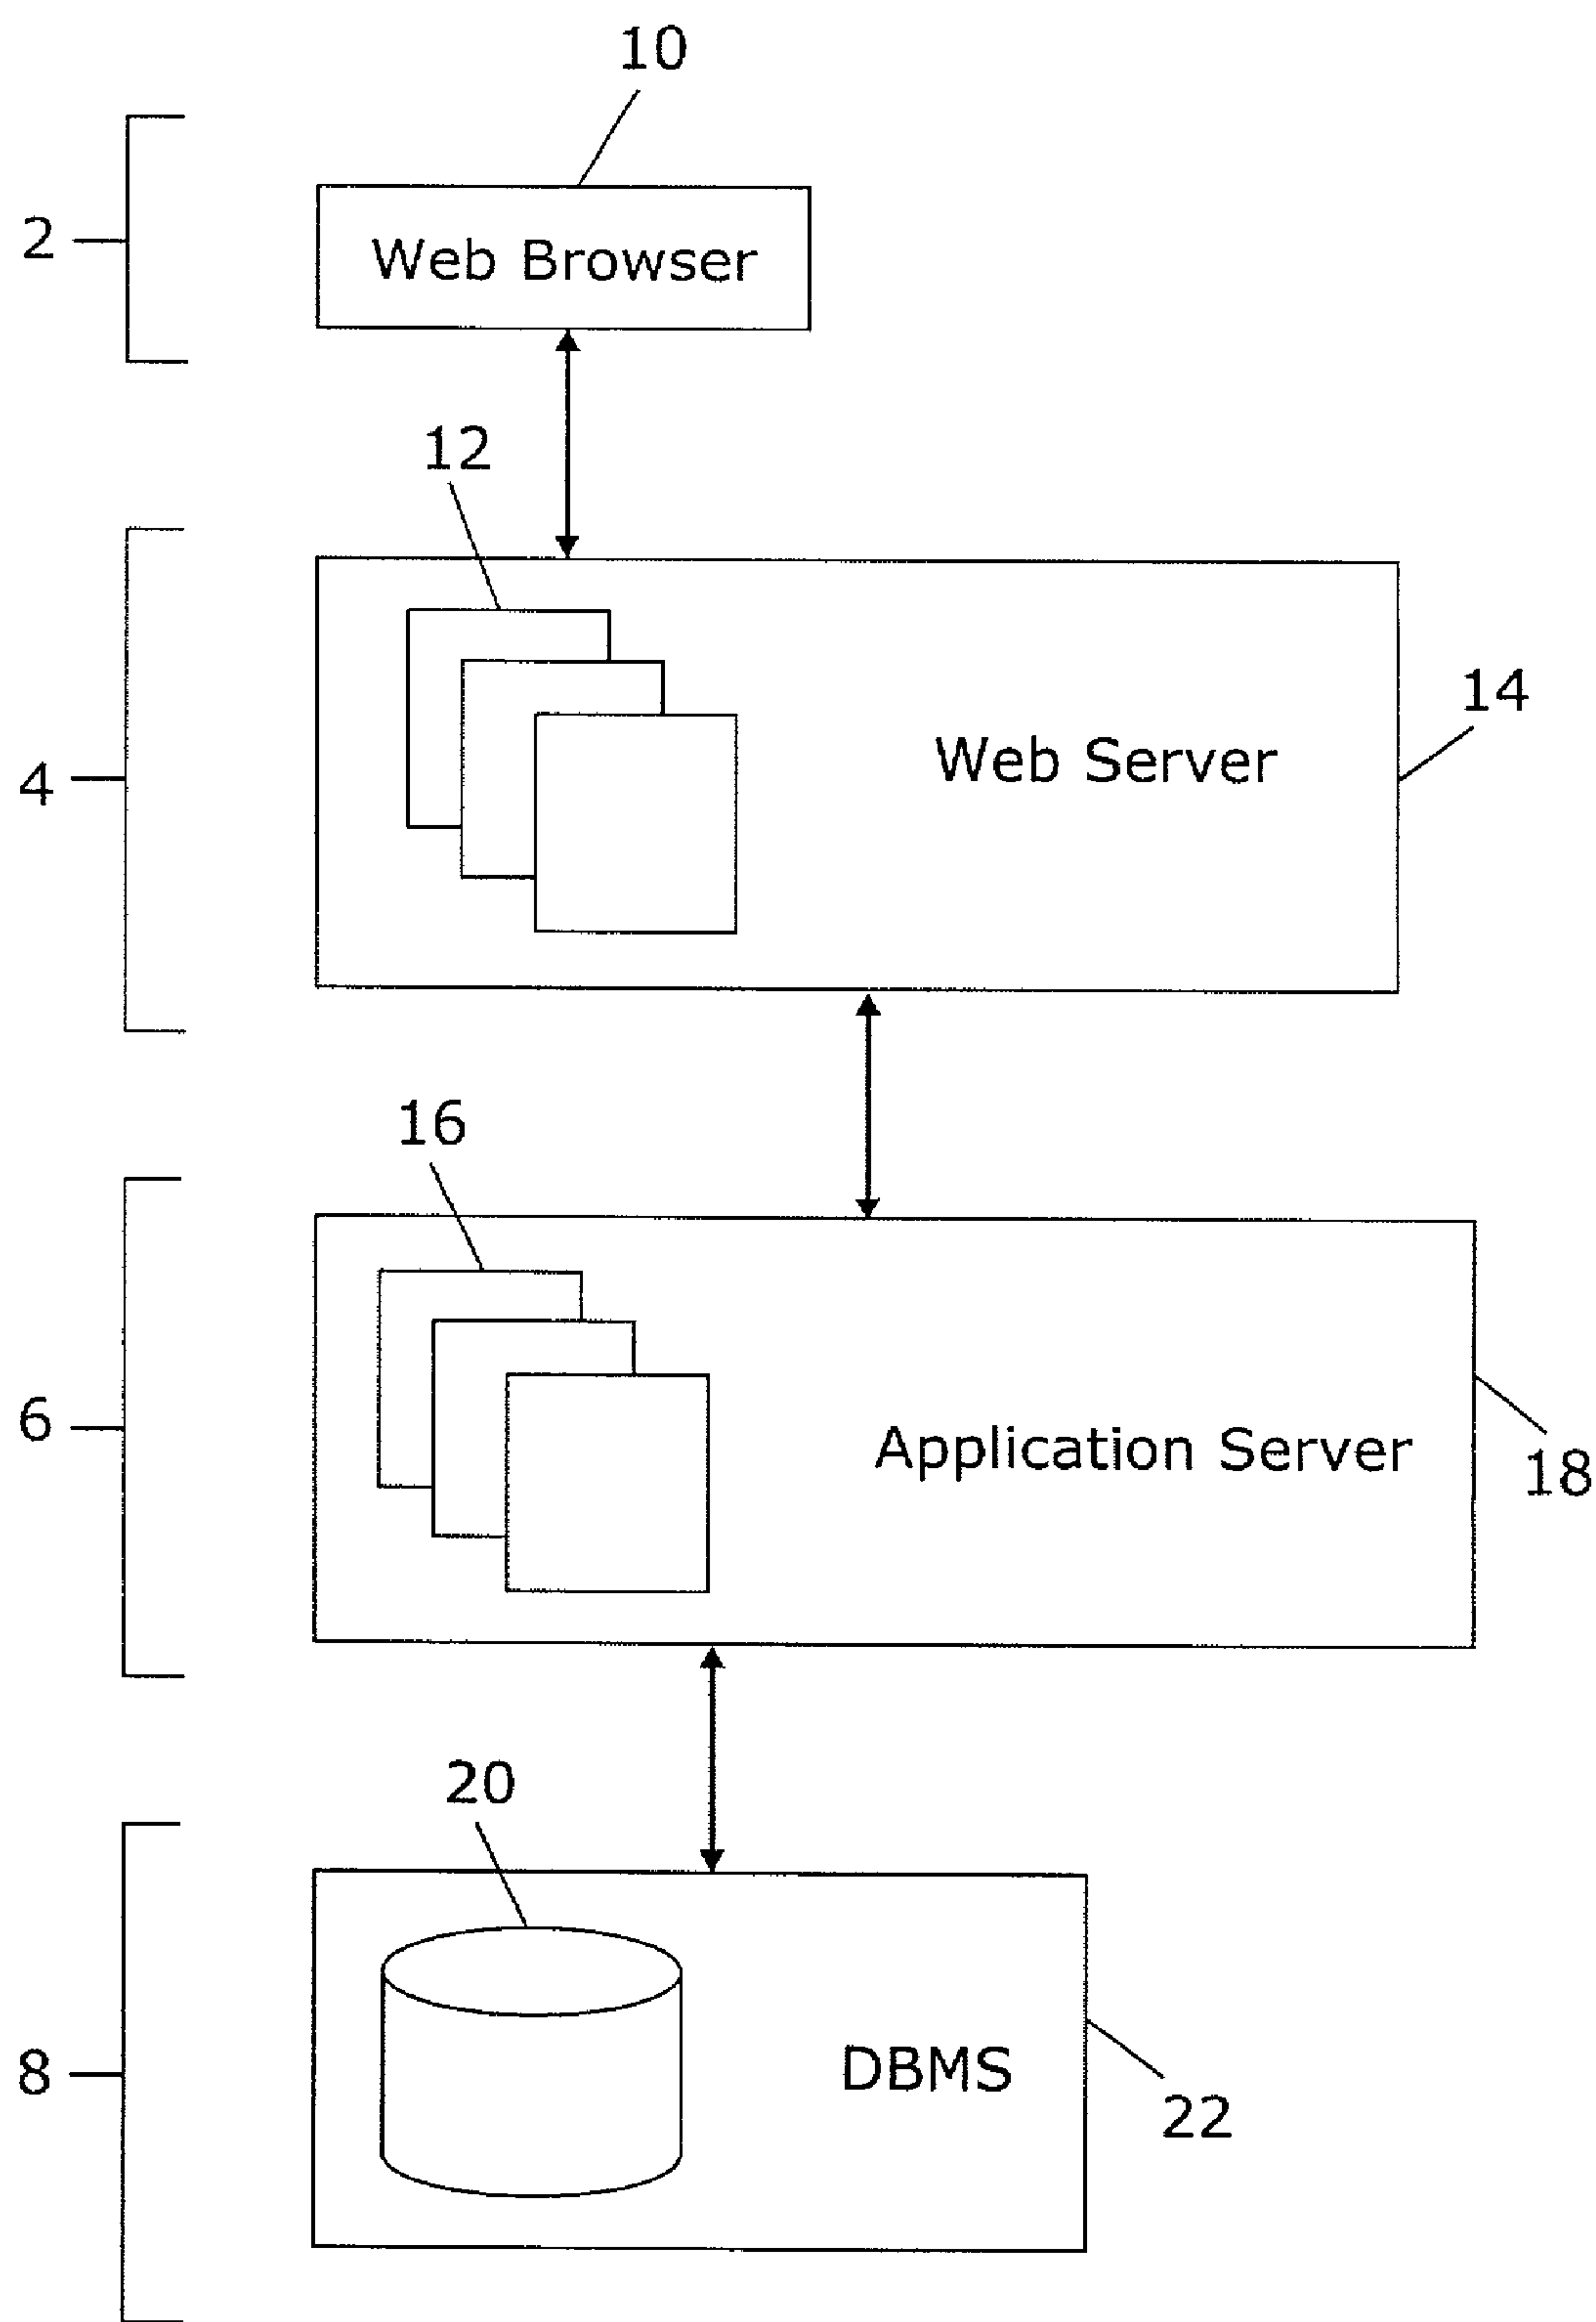 10
2
Web Browser
12
14
4
Web Server
16
6
Application Server
18
20
8
DBMS
22